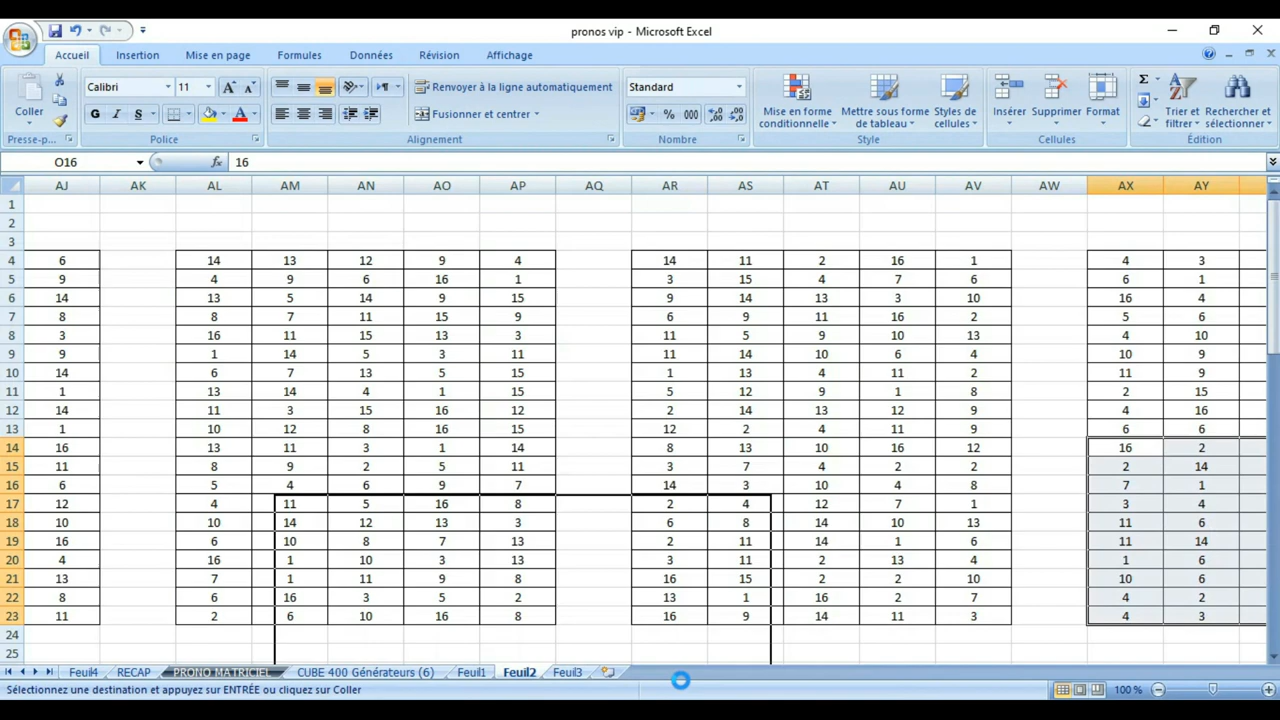 pronos vip - Microsoft Excel
Accueil Insertion Mise en page Formules Données Révision Affichage
Coller Calibri 11 Renvoyer à la ligne automatiquement Standard Mise en forme conditionnelle Mettre sous forme de tableau Styles de cellules Insérer Supprimer Format Σ Trier et filtrer Rechercher et sélectionner
G I S Fusionner et centrer % 000
Presse-p... Police Alignement Nombre Style Cellules Édition
O16 fx 16
AJ AK AL AM AN AO AP AQ AR AS AT AU AV AW AX AY
1
2
3
4 6 14 13 12 9 4 14 11 2 16 1 4 3
5 9 4 9 6 16 1 3 15 4 7 6 6 1
6 14 13 5 14 9 15 9 14 13 3 10 16 4
7 8 8 7 11 15 9 6 9 11 16 2 5 6
8 3 16 11 15 13 3 11 5 9 10 13 4 10
9 9 1 14 5 3 11 11 14 10 6 4 10 9
10 14 6 7 13 5 15 1 13 4 11 2 11 9
11 1 13 14 4 1 15 5 12 9 1 8 2 15
12 14 11 3 15 16 12 2 14 13 12 9 4 16
13 1 10 12 8 16 15 12 2 4 11 9 6 6
14 16 13 11 3 1 14 8 13 10 16 12 16 2
15 11 8 9 2 5 11 3 7 4 2 2 2 14
16 6 5 4 6 9 7 14 3 10 4 8 7 1
17 12 4 11 5 16 8 2 4 12 7 1 3 4
18 10 10 14 12 13 3 6 8 14 10 13 11 6
19 16 6 10 8 7 13 2 11 14 1 6 11 14
20 4 16 1 10 3 13 3 11 2 13 4 1 6
21 13 7 1 11 9 8 16 15 2 2 10 10 6
22 8 6 16 3 5 2 13 1 16 2 7 4 2
23 11 2 6 10 16 8 16 9 14 11 3 4 3
24
25
Feuil4 RECAP PRONO MATRICIEL CUBE 400 Générateurs (6) Feuil1 Feuil2 Feuil3
Sélectionnez une destination et appuyez sur ENTRÉE ou cliquez sur Coller 100 %